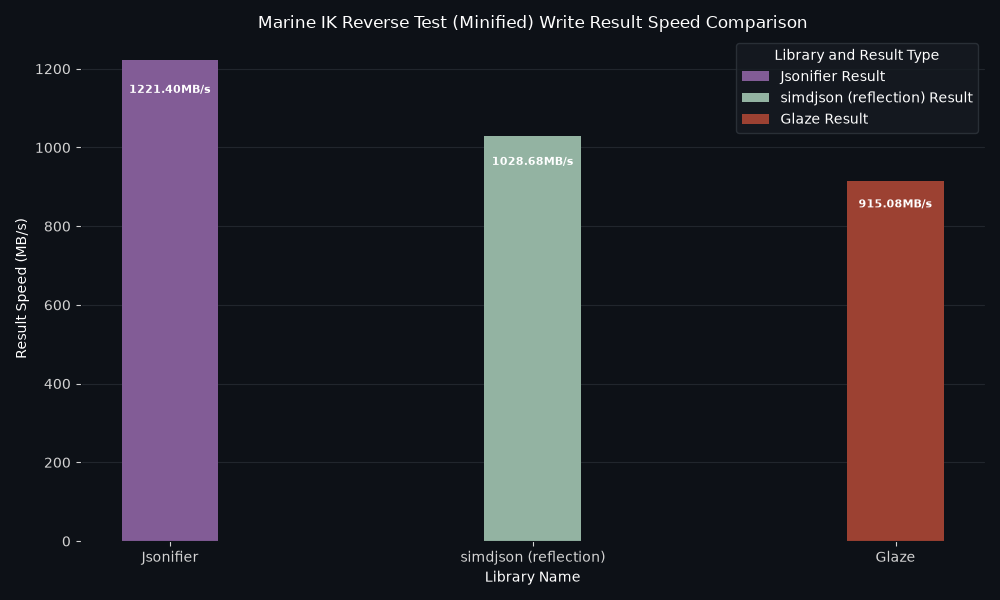 Marine IK Reverse Test (Minified) Write Result Speed Comparison
Library and Result Type
Jsonifier Result
simdjson (reflection) Result
Glaze Result
1200
1000
800
600
400
200
0
Result Speed (MB/s)
1221.40MB/s
1028.68MB/s
915.08MB/s
Jsonifier
simdjson (reflection)
Glaze
Library Name